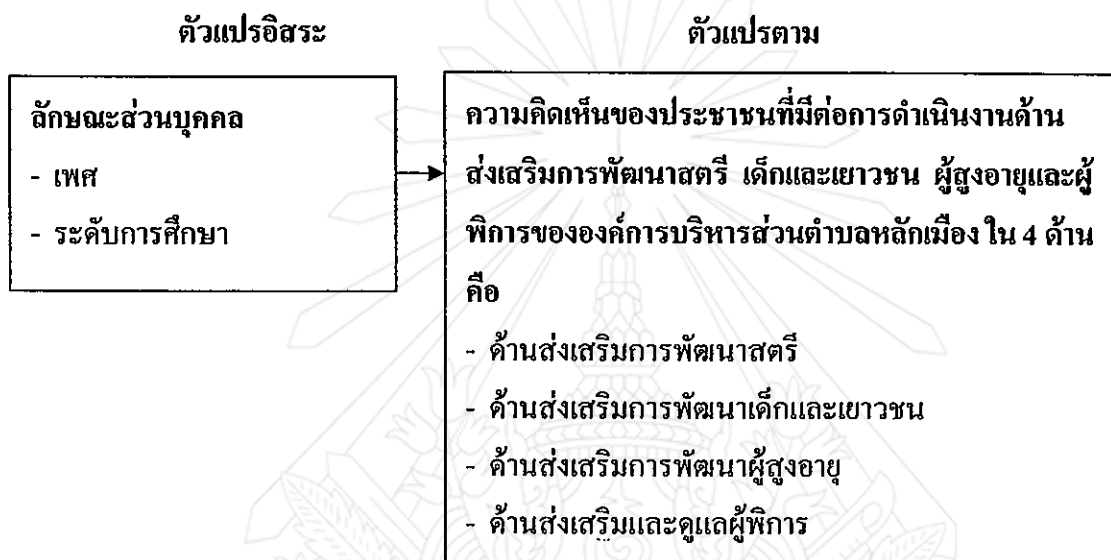 ตัวแปรอิสระ
ตัวแปรตาม
ลักษณะส่วนบุคคล
- เพศ
- ระดับการศึกษา
ความคิดเห็นของประชาชนที่มีต่อการดำเนินงานด้าน
ส่งเสริมการพัฒนาสตรี เด็กและเยาวชน ผู้สูงอายุและผู้
พิการขององค์การบริหารส่วนตำบลหลักเมือง ใน 4 ด้าน
คือ
- ด้านส่งเสริมการพัฒนาสตรี
- ด้านส่งเสริมการพัฒนาเด็กและเยาวชน
- ด้านส่งเสริมการพัฒนาผู้สูงอายุ
- ด้านส่งเสริมและดูแลผู้พิการ